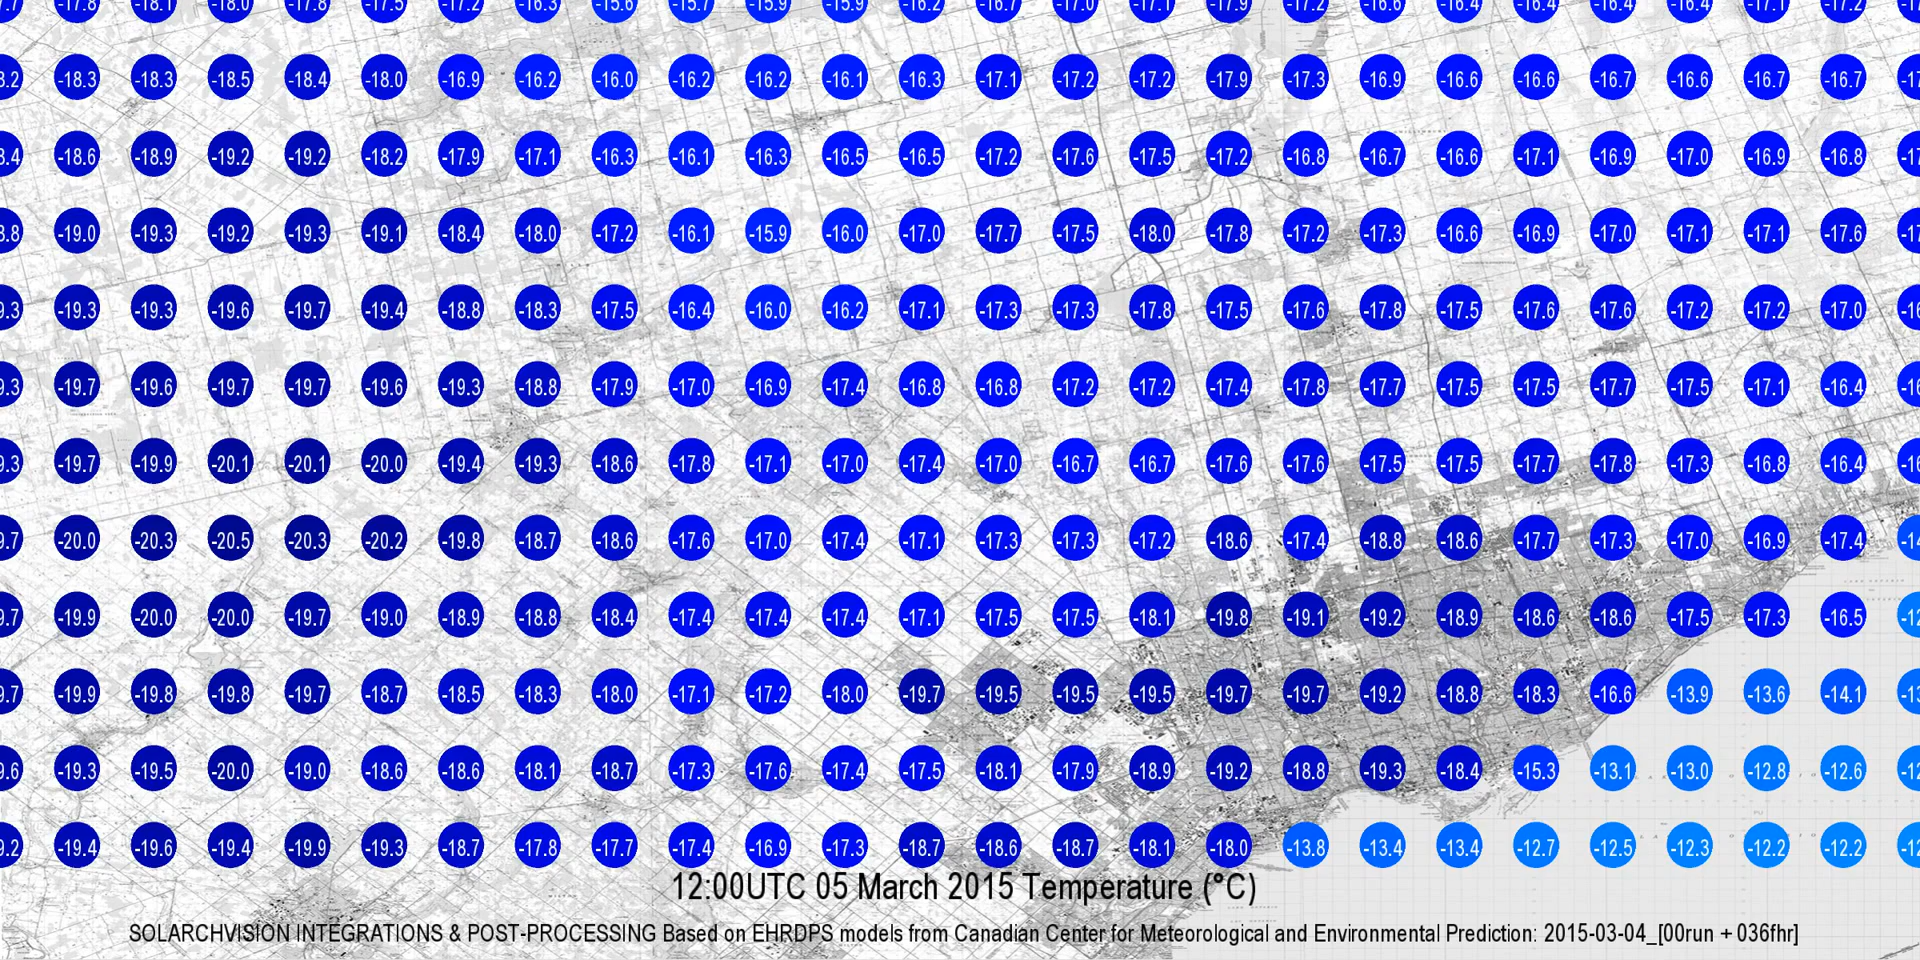 -17.8 -18.1 -18.0 -17.8 -17.5 -17.2 -16.3 -15.6 -15.7 -15.9 -15.9 -16.2 -16.7 -17.0 -17.1 -17.9 -17.2 -16.6 -16.4 -16.4 -16.4 -16.4 -17.1 -17.2
-18.3 -18.3 -18.5 -18.4 -18.0 -16.9 -16.2 -16.0 -16.2 -16.2 -16.1 -16.3 -17.1 -17.2 -17.2 -17.9 -17.3 -16.9 -16.6 -16.6 -16.7 -16.6 -16.7 -16.7
-18.6 -18.9 -19.2 -19.2 -18.2 -17.9 -17.1 -16.3 -16.1 -16.3 -16.5 -16.5 -17.2 -17.6 -17.5 -17.2 -16.8 -16.7 -16.6 -17.1 -16.9 -17.0 -16.9 -16.8
-19.0 -19.3 -19.2 -19.3 -19.1 -18.4 -18.0 -17.2 -16.1 -15.9 -16.0 -17.0 -17.7 -17.5 -18.0 -17.8 -17.2 -17.3 -16.6 -16.9 -17.0 -17.1 -17.1 -17.6
-19.3 -19.3 -19.6 -19.7 -19.4 -18.8 -18.3 -17.5 -16.4 -16.0 -16.2 -17.1 -17.3 -17.3 -17.8 -17.5 -17.6 -17.8 -17.5 -17.6 -17.6 -17.2 -17.2 -17.0
-19.7 -19.6 -19.7 -19.7 -19.6 -19.3 -18.8 -17.9 -17.0 -16.9 -17.4 -16.8 -16.8 -17.2 -17.2 -17.4 -17.8 -17.7 -17.5 -17.5 -17.7 -17.5 -17.1 -16.4
-19.7 -19.9 -20.1 -20.1 -20.0 -19.4 -19.3 -18.6 -17.8 -17.1 -17.0 -17.4 -17.0 -16.7 -16.7 -17.6 -17.6 -17.5 -17.5 -17.7 -17.8 -17.3 -16.8 -16.4
-20.0 -20.3 -20.5 -20.3 -20.2 -19.8 -18.7 -18.6 -17.6 -17.0 -17.4 -17.1 -17.3 -17.3 -17.2 -18.6 -17.4 -18.8 -18.6 -17.7 -17.3 -17.0 -16.9 -17.4
-19.9 -20.0 -20.0 -19.7 -19.0 -18.9 -18.8 -18.4 -17.4 -17.4 -17.4 -17.1 -17.5 -17.5 -18.1 -19.8 -19.1 -19.2 -18.9 -18.6 -18.6 -17.5 -17.3 -16.5
-19.9 -19.8 -19.8 -19.7 -18.7 -18.5 -18.3 -18.0 -17.1 -17.2 -18.0 -19.7 -19.5 -19.5 -19.5 -19.7 -19.7 -19.2 -18.8 -18.3 -16.6 -13.9 -13.6 -14.1
-19.3 -19.5 -20.0 -19.0 -18.6 -18.6 -18.1 -18.7 -17.3 -17.6 -17.4 -17.5 -18.1 -17.9 -18.9 -19.2 -18.8 -19.3 -18.4 -15.3 -13.1 -13.0 -12.8 -12.6
-19.4 -19.6 -19.4 -19.9 -19.3 -18.7 -17.8 -17.7 -17.4 -16.9 -17.3 -18.7 -18.6 -18.7 -18.1 -18.0 -13.8 -13.4 -13.4 -12.7 -12.5 -12.3 -12.2 -12.2
12:00UTC 05 March 2015 Temperature (°C)
SOLARCHVISION INTEGRATIONS & POST-PROCESSING Based on EHRDPS models from Canadian Center for Meteorological and Environmental Prediction: 2015-03-04_[00run + 036fhr]